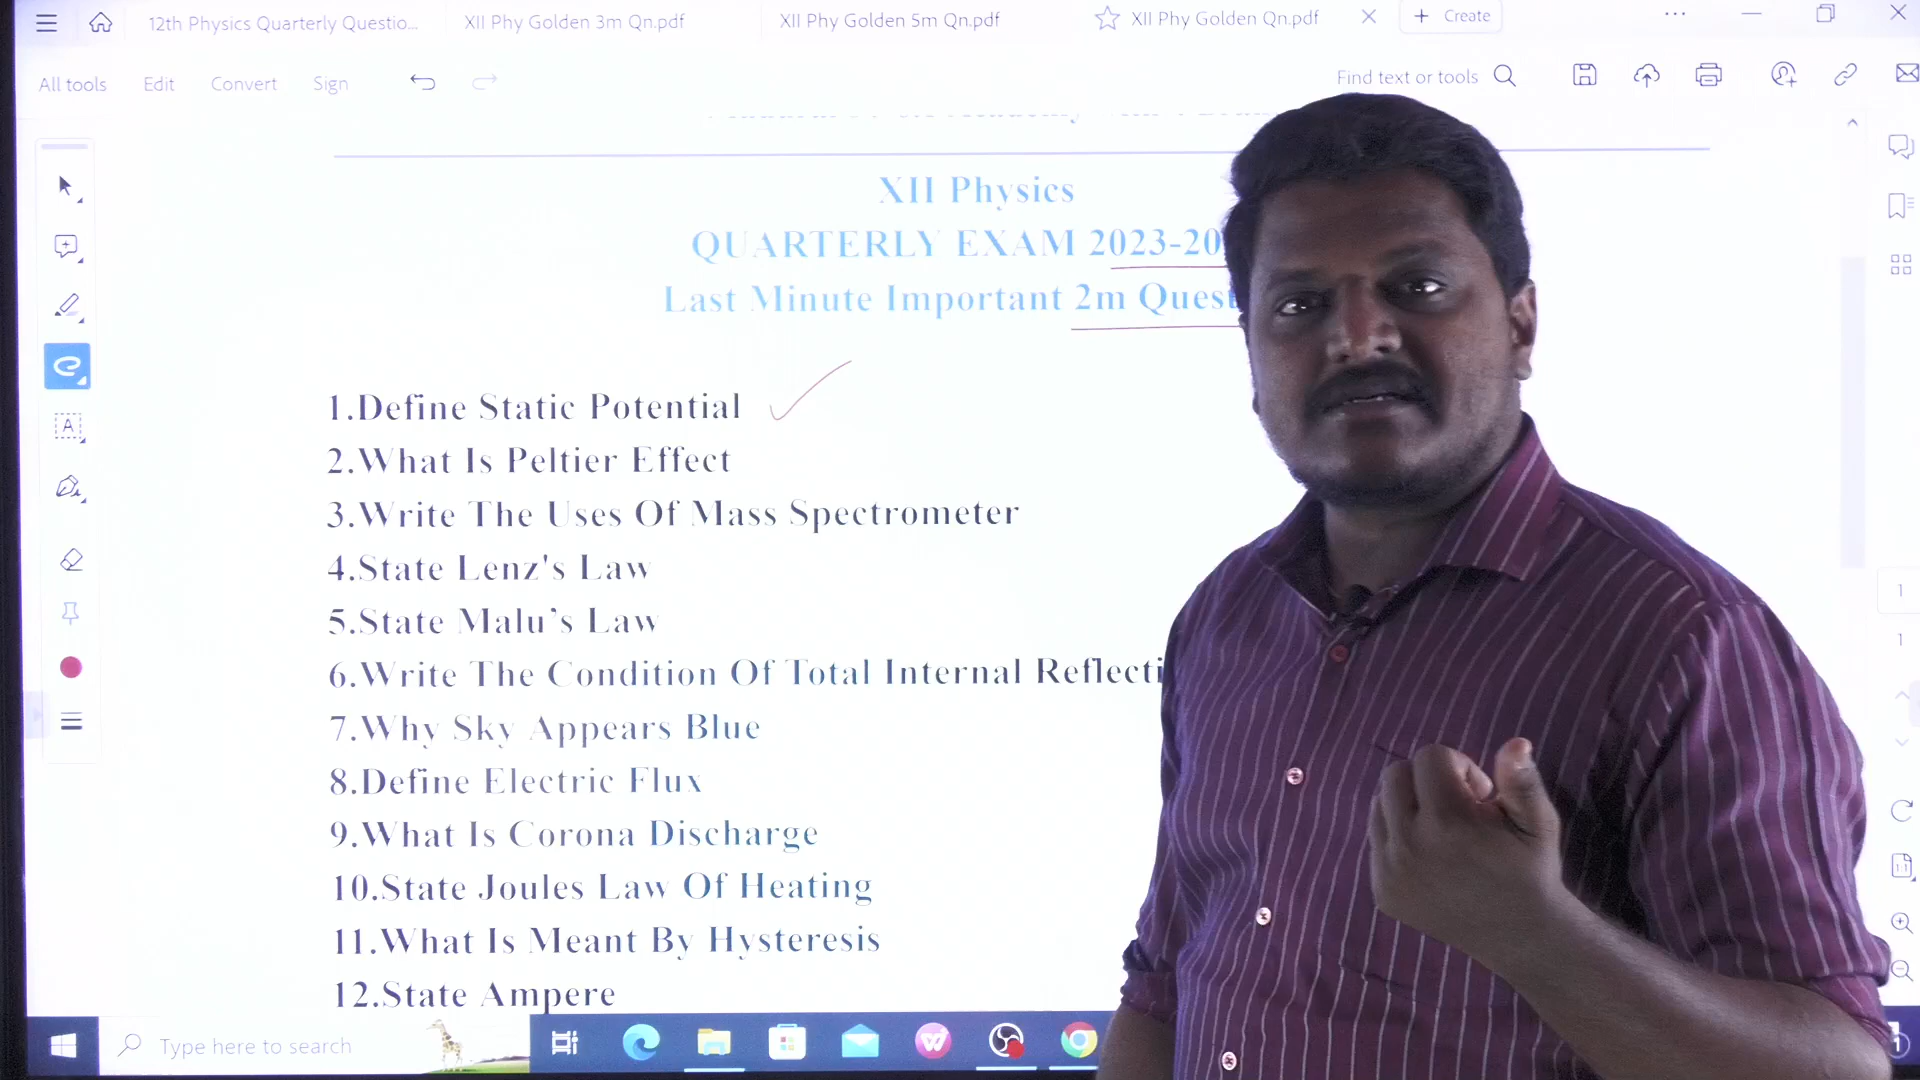 12th Physics Quarterly Questio...
XII Phy Golden 3m Qn.pdf
XII Phy Golden 5m Qn.pdf
XII Phy Golden Qn.pdf
Create
All tools
Edit
Convert
Sign
Find text or tools
XII Physics
QUARTERLY EXAM 2023-20
Last Minute Important 2m Quest
1.Define Static Potential
2.What Is Peltier Effect
3.Write The Uses Of Mass Spectrometer
4.State Lenz's Law
5.State Malu’s Law
6.Write The Condition Of Total Internal Reflecti
7.Why Sky Appears Blue
8.Define Electric Flux
9.What Is Corona Discharge
10.State Joules Law Of Heating
11.What Is Meant By Hysteresis
12.State Ampere
1
1
Type here to search